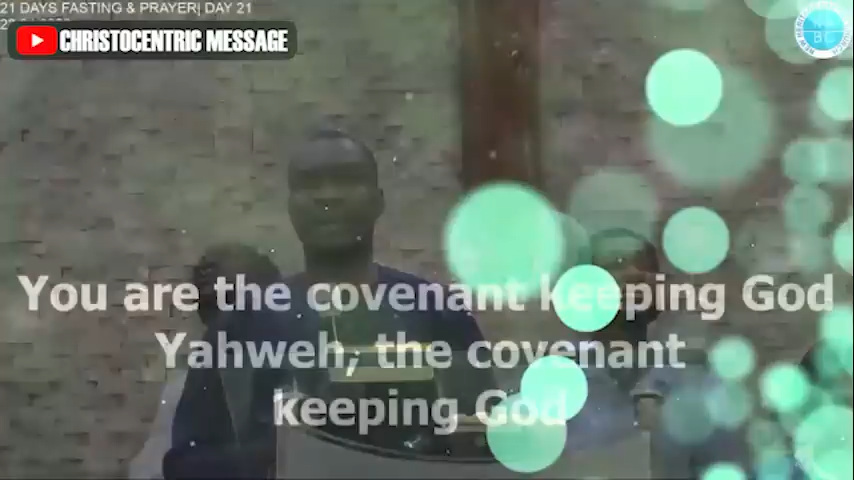 21 DAYS FASTING & PRAYER| DAY 21
CHRISTOCENTRIC MESSAGE
You are the covenant keeping God
Yahweh; the covenant
keeping God